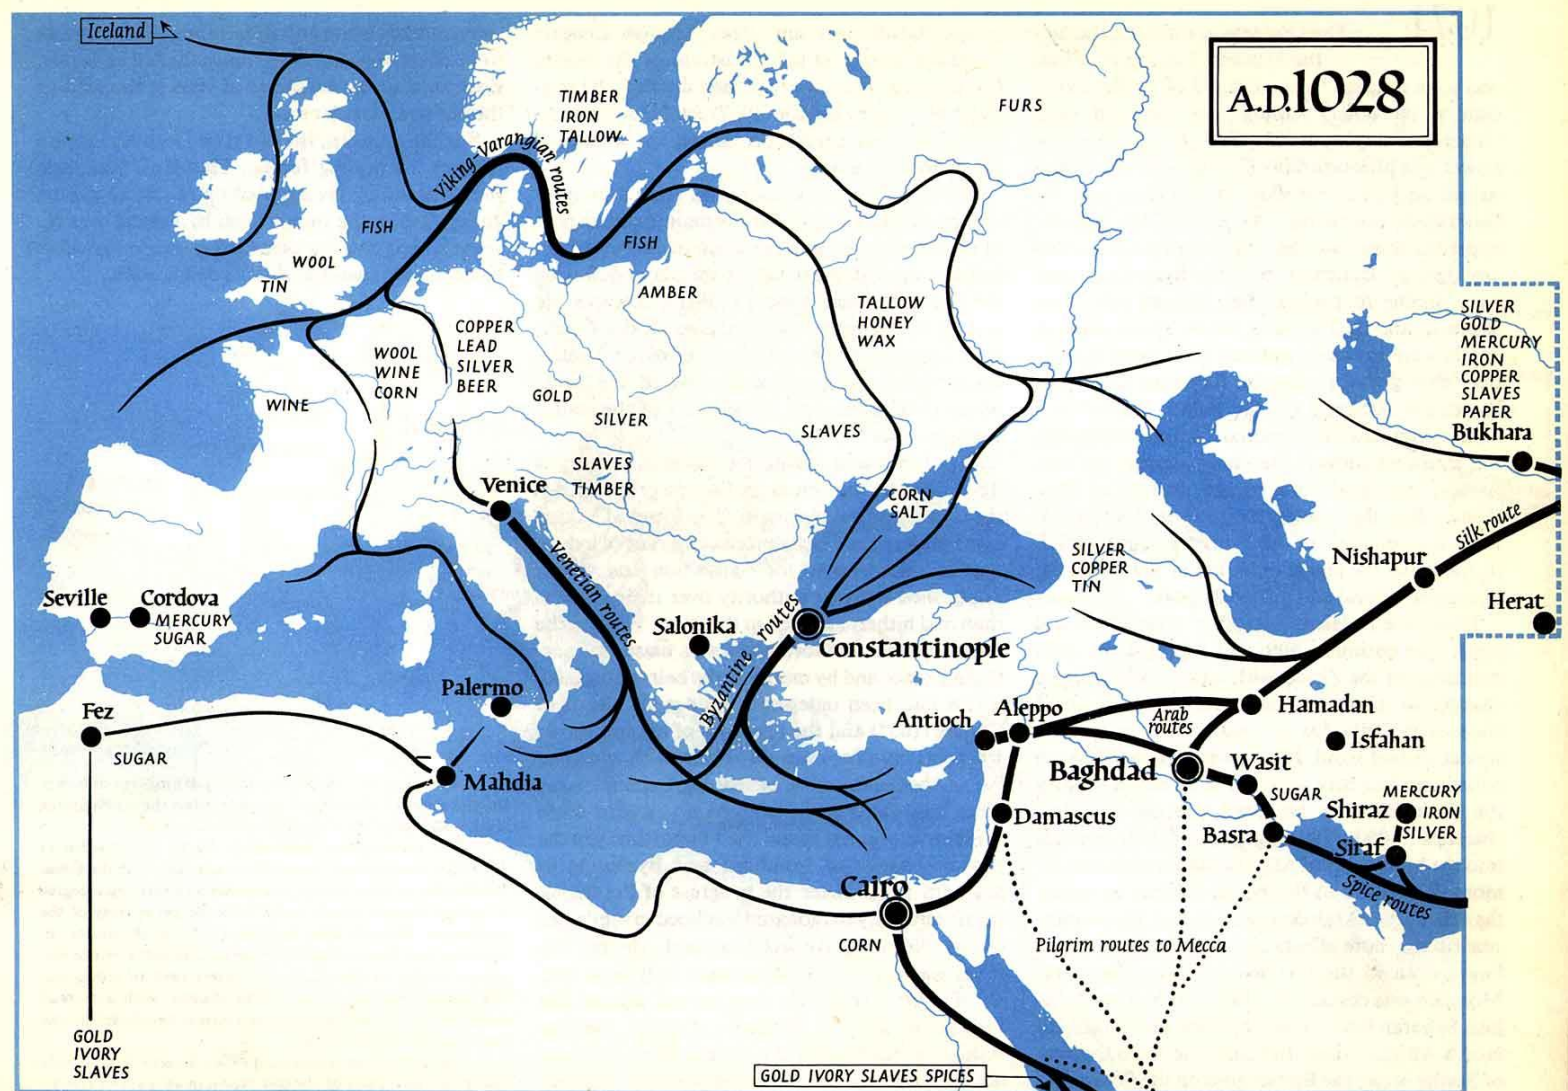 Iceland
A.D.1028
TIMBER
IRON
TALLOW
FURS
Viking-Varangian routes
FISH
FISH
WOOL
TIN
AMBER
TALLOW
HONEY
WAX
SILVER
GOLD
MERCURY
IRON
COPPER
SLAVES
PAPER
Bukhara
COPPER
LEAD
SILVER
BEER
WOOL
WINE
CORN
WINE
GOLD
SILVER
SLAVES
SLAVES
TIMBER
Venice
CORN
SALT
Venetian routes
SILVER
COPPER
TIN
Silk route
Nishapur
Herat
Seville
Cordova
MERCURY
SUGAR
Salonika
Byzantine routes
Constantinople
Palermo
Fez
SUGAR
Mahdia
Antioch
Aleppo
Arab
routes
Hamadan
Isfahan
Baghdad
Wasit
SUGAR
MERCURY
IRON
SILVER
Shiraz
Damascus
Basra
Siraf
Spice routes
Cairo
CORN
Pilgrim routes to Mecca
GOLD
IVORY
SLAVES
GOLD IVORY SLAVES SPICES